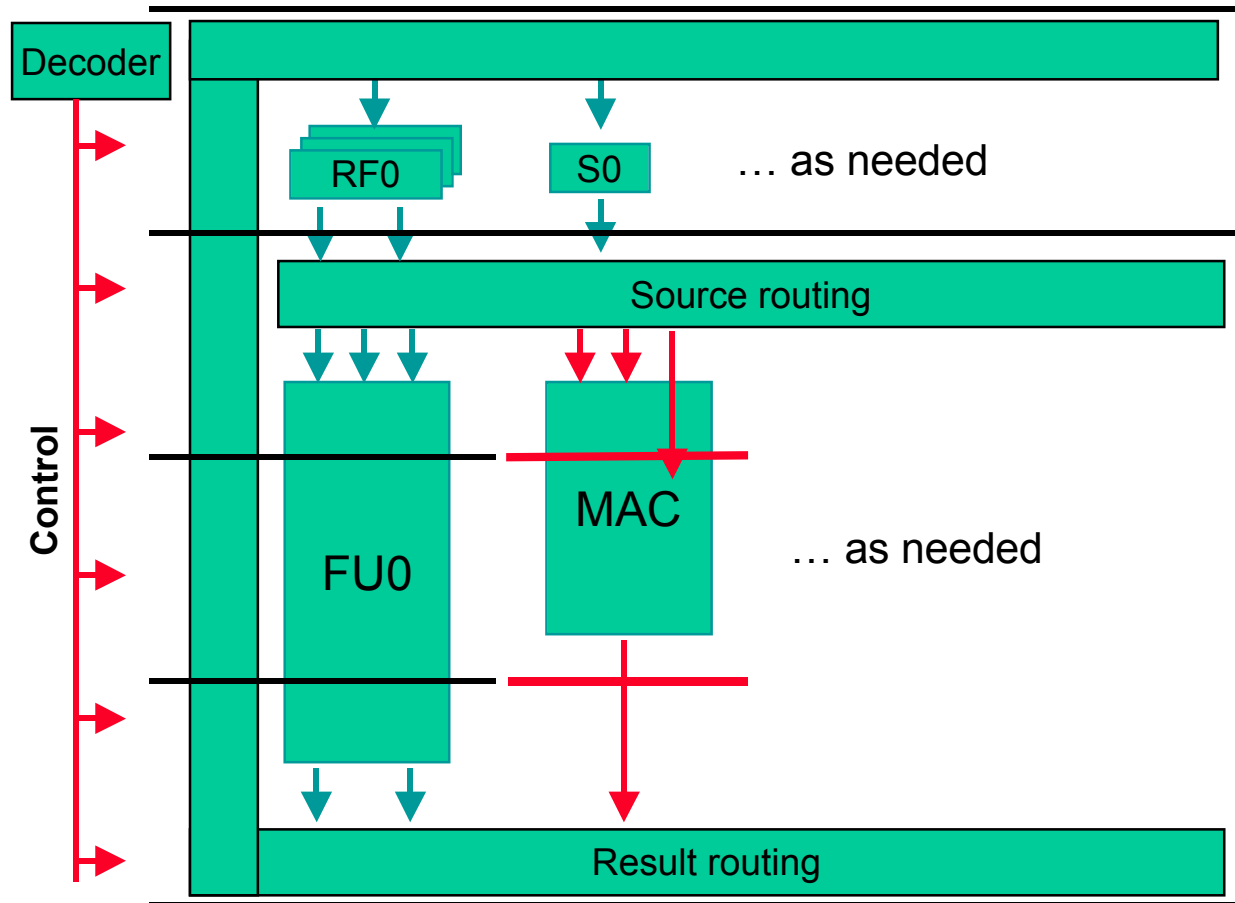 Decoder
RF0
S0
… as needed
Source routing
Control
MAC
FU0
… as needed
Result routing